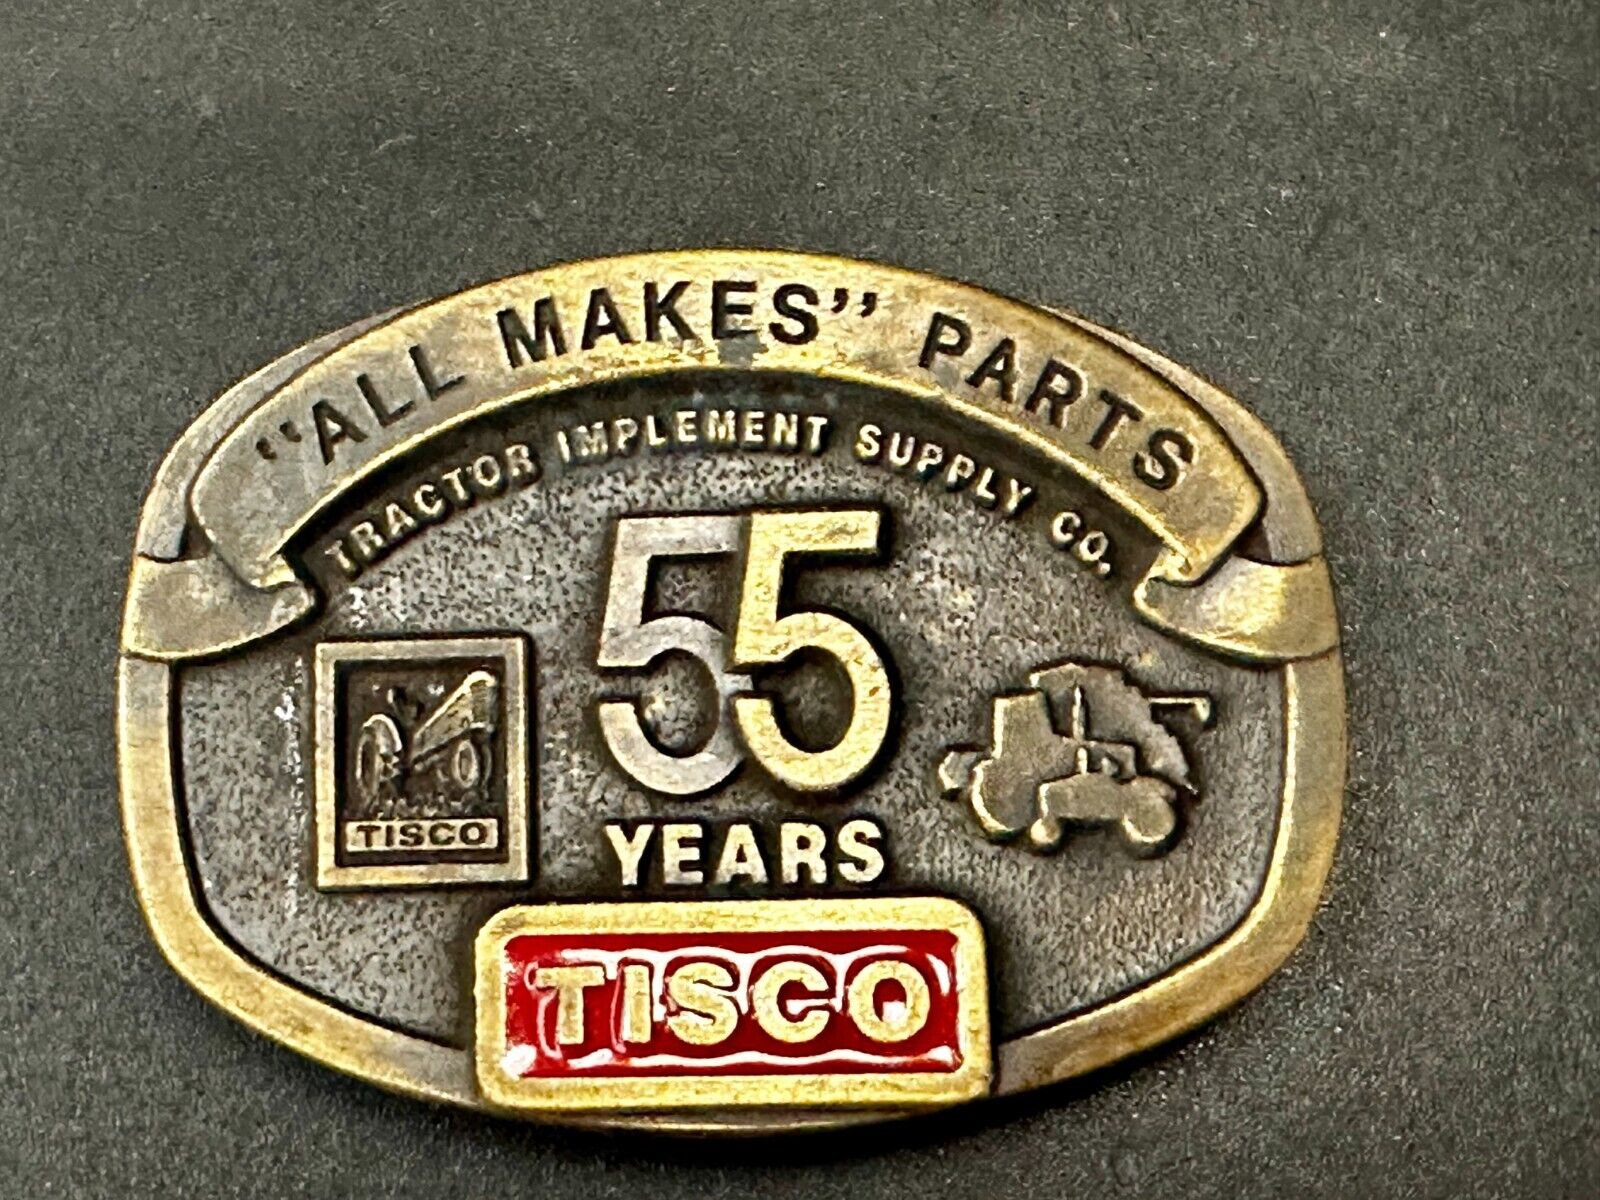 "ALL MAKES" PARTS
TRACTOR IMPLEMENT SUPPLY CO.
55
YEARS
TISCO
TISCO